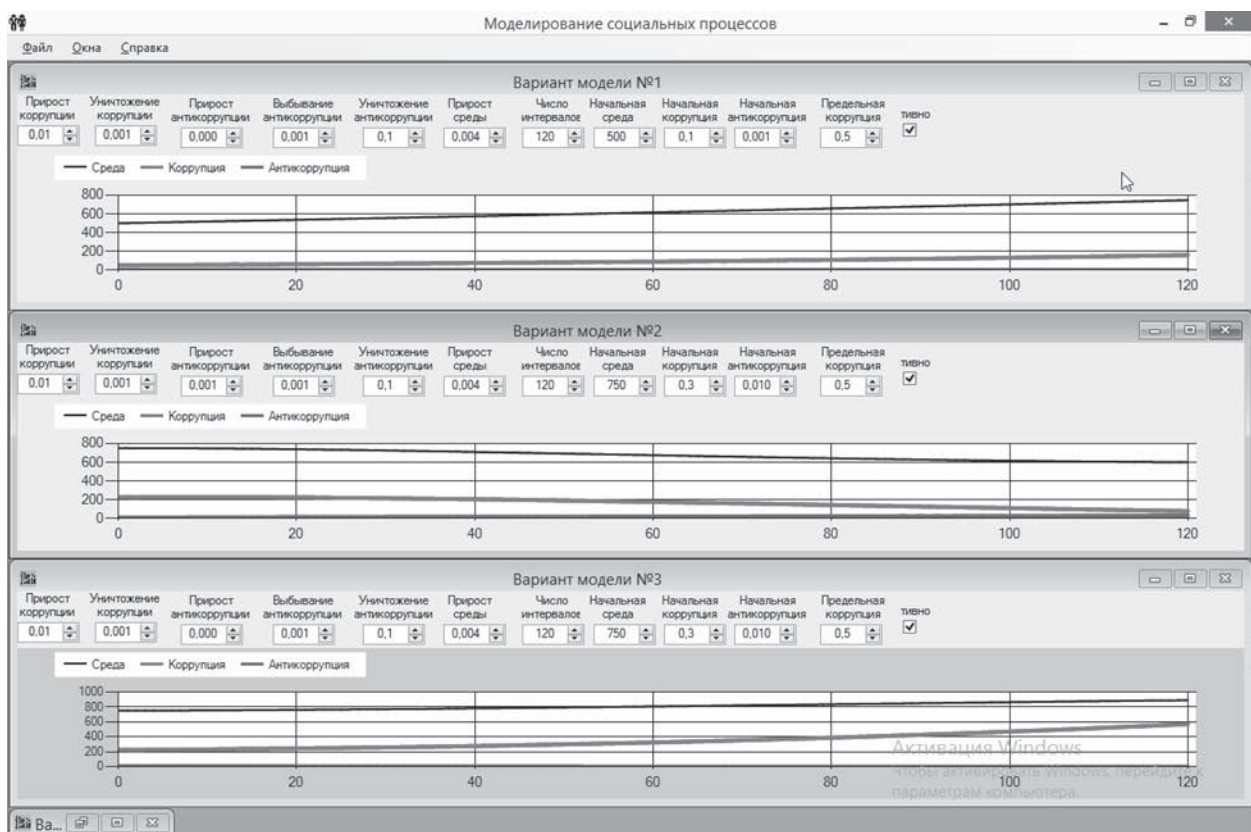 Моделирование социальных процессов
Файл Окна Справка
Вариант модели №1
Прирост коррупции Уничтожение коррупции Прирост антикоррупции Выбывание антикоррупции Уничтожение антикоррупции Прирост среды Число интервалов Начальная среда Начальная коррупция Начальная антикоррупция Предельная коррупция тивно
0,01 0,001 0,000 0,001 0,1 0,004 120 500 0,1 0,001 0,5
Среда Коррупция Антикоррупция
800
600
400
200
0
0 20 40 60 80 100 120
Вариант модели №2
Прирост коррупции Уничтожение коррупции Прирост антикоррупции Выбывание антикоррупции Уничтожение антикоррупции Прирост среды Число интервалов Начальная среда Начальная коррупция Начальная антикоррупция Предельная коррупция тивно
0,01 0,001 0,001 0,001 0,1 0,004 120 750 0,3 0,010 0,5
Среда Коррупция Антикоррупция
800
600
400
200
0
0 20 40 60 80 100 120
Вариант модели №3
Прирост коррупции Уничтожение коррупции Прирост антикоррупции Выбывание антикоррупции Уничтожение антикоррупции Прирост среды Число интервалов Начальная среда Начальная коррупция Начальная антикоррупция Предельная коррупция тивно
0,01 0,001 0,000 0,001 0,1 0,004 120 750 0,3 0,010 0,5
Среда Коррупция Антикоррупция
1000
800
600
400
200
0
0 20 40 60 80 100 120
Активация Windows
Чтобы активировать Windows, перейдите к
параметрам компьютера.
Ва...